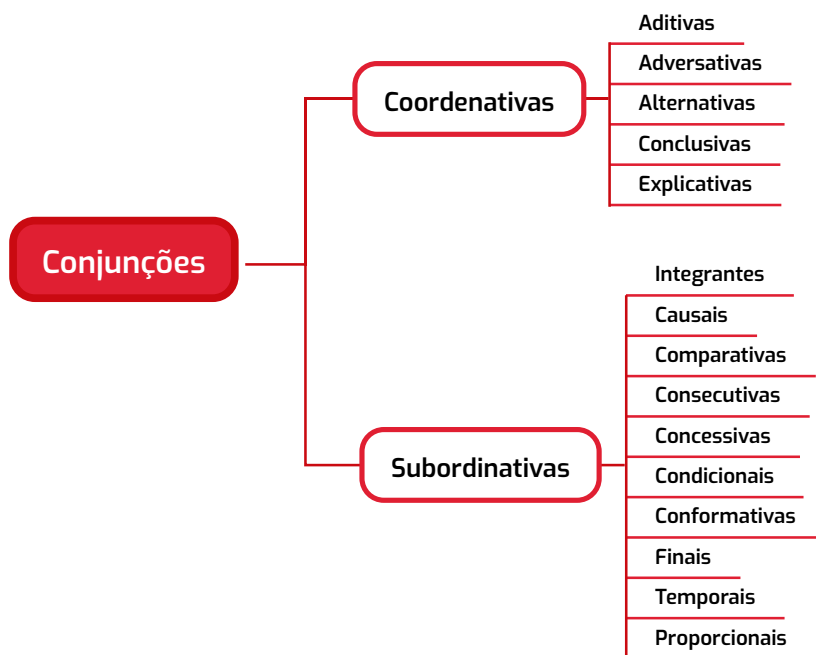 Conjunções
Coordenativas
Aditivas
Adversativas
Alternativas
Conclusivas
Explicativas
Subordinativas
Integrantes
Causais
Comparativas
Consecutivas
Concessivas
Condicionais
Conformativas
Finais
Temporais
Proporcionais